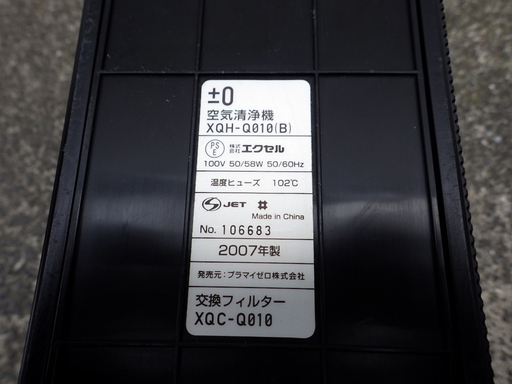 ±0
空気清浄機
XQH-Q010(B)
PSE 株式会社 エクセル
100V 50/58W 50/60Hz
温度ヒューズ 102℃
S JET #
Made in China
No. 106683
2007年製
発売元:プラマイゼロ株式会社
交換フィルター
XQC-Q010